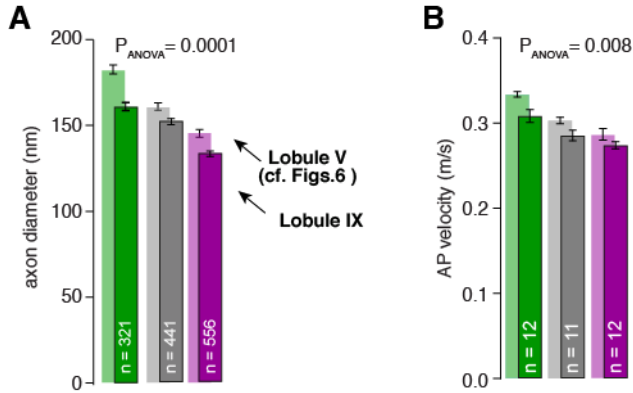 A
200
150
100
50
0
axon diameter (nm)
PANOVA= 0.0001
n = 321
n = 441
n = 556
Lobule V
(cf. Figs.6 )
Lobule IX
B
0.4
0.3
0.2
0.1
0.0
AP velocity (m/s)
PANOVA= 0.008
n = 12
n = 11
n = 12